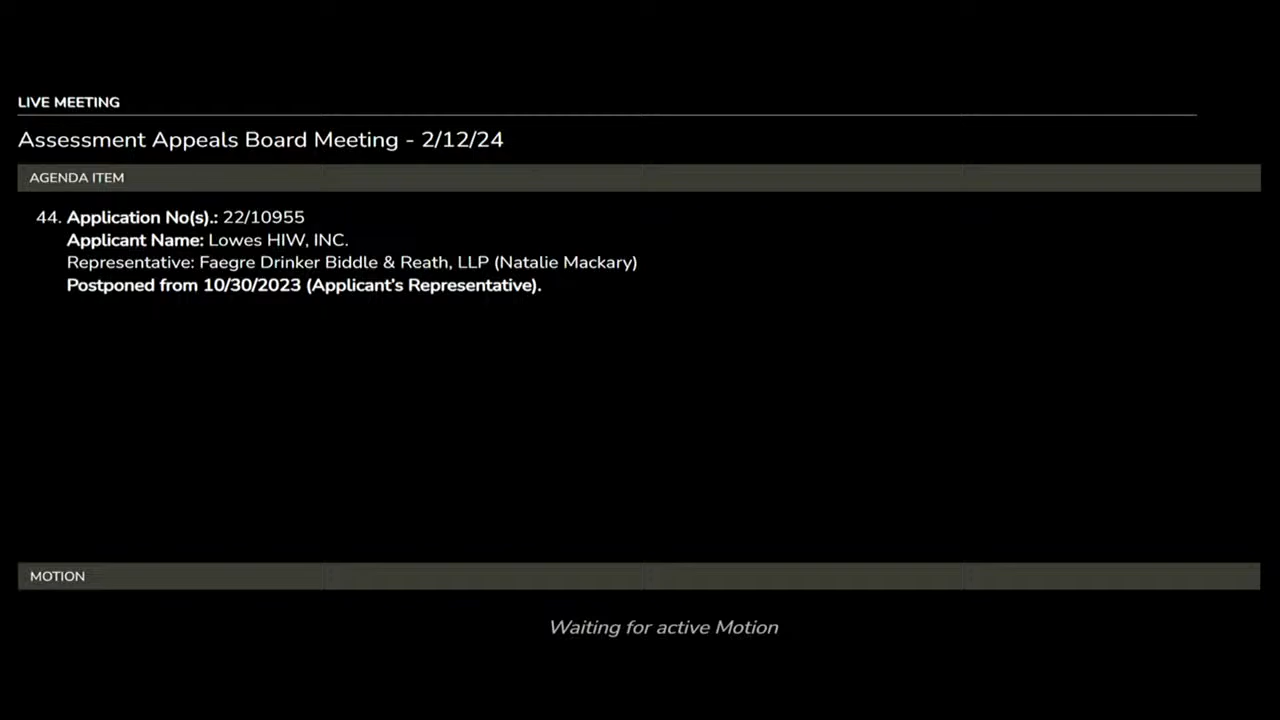 LIVE MEETING
Assessment Appeals Board Meeting - 2/12/24
AGENDA ITEM
44. Application No(s).: 22/10955
Applicant Name: Lowes HIW, INC.
Representative: Faegre Drinker Biddle & Reath, LLP (Natalie Mackary)
Postponed from 10/30/2023 (Applicant's Representative).
MOTION
Waiting for active Motion